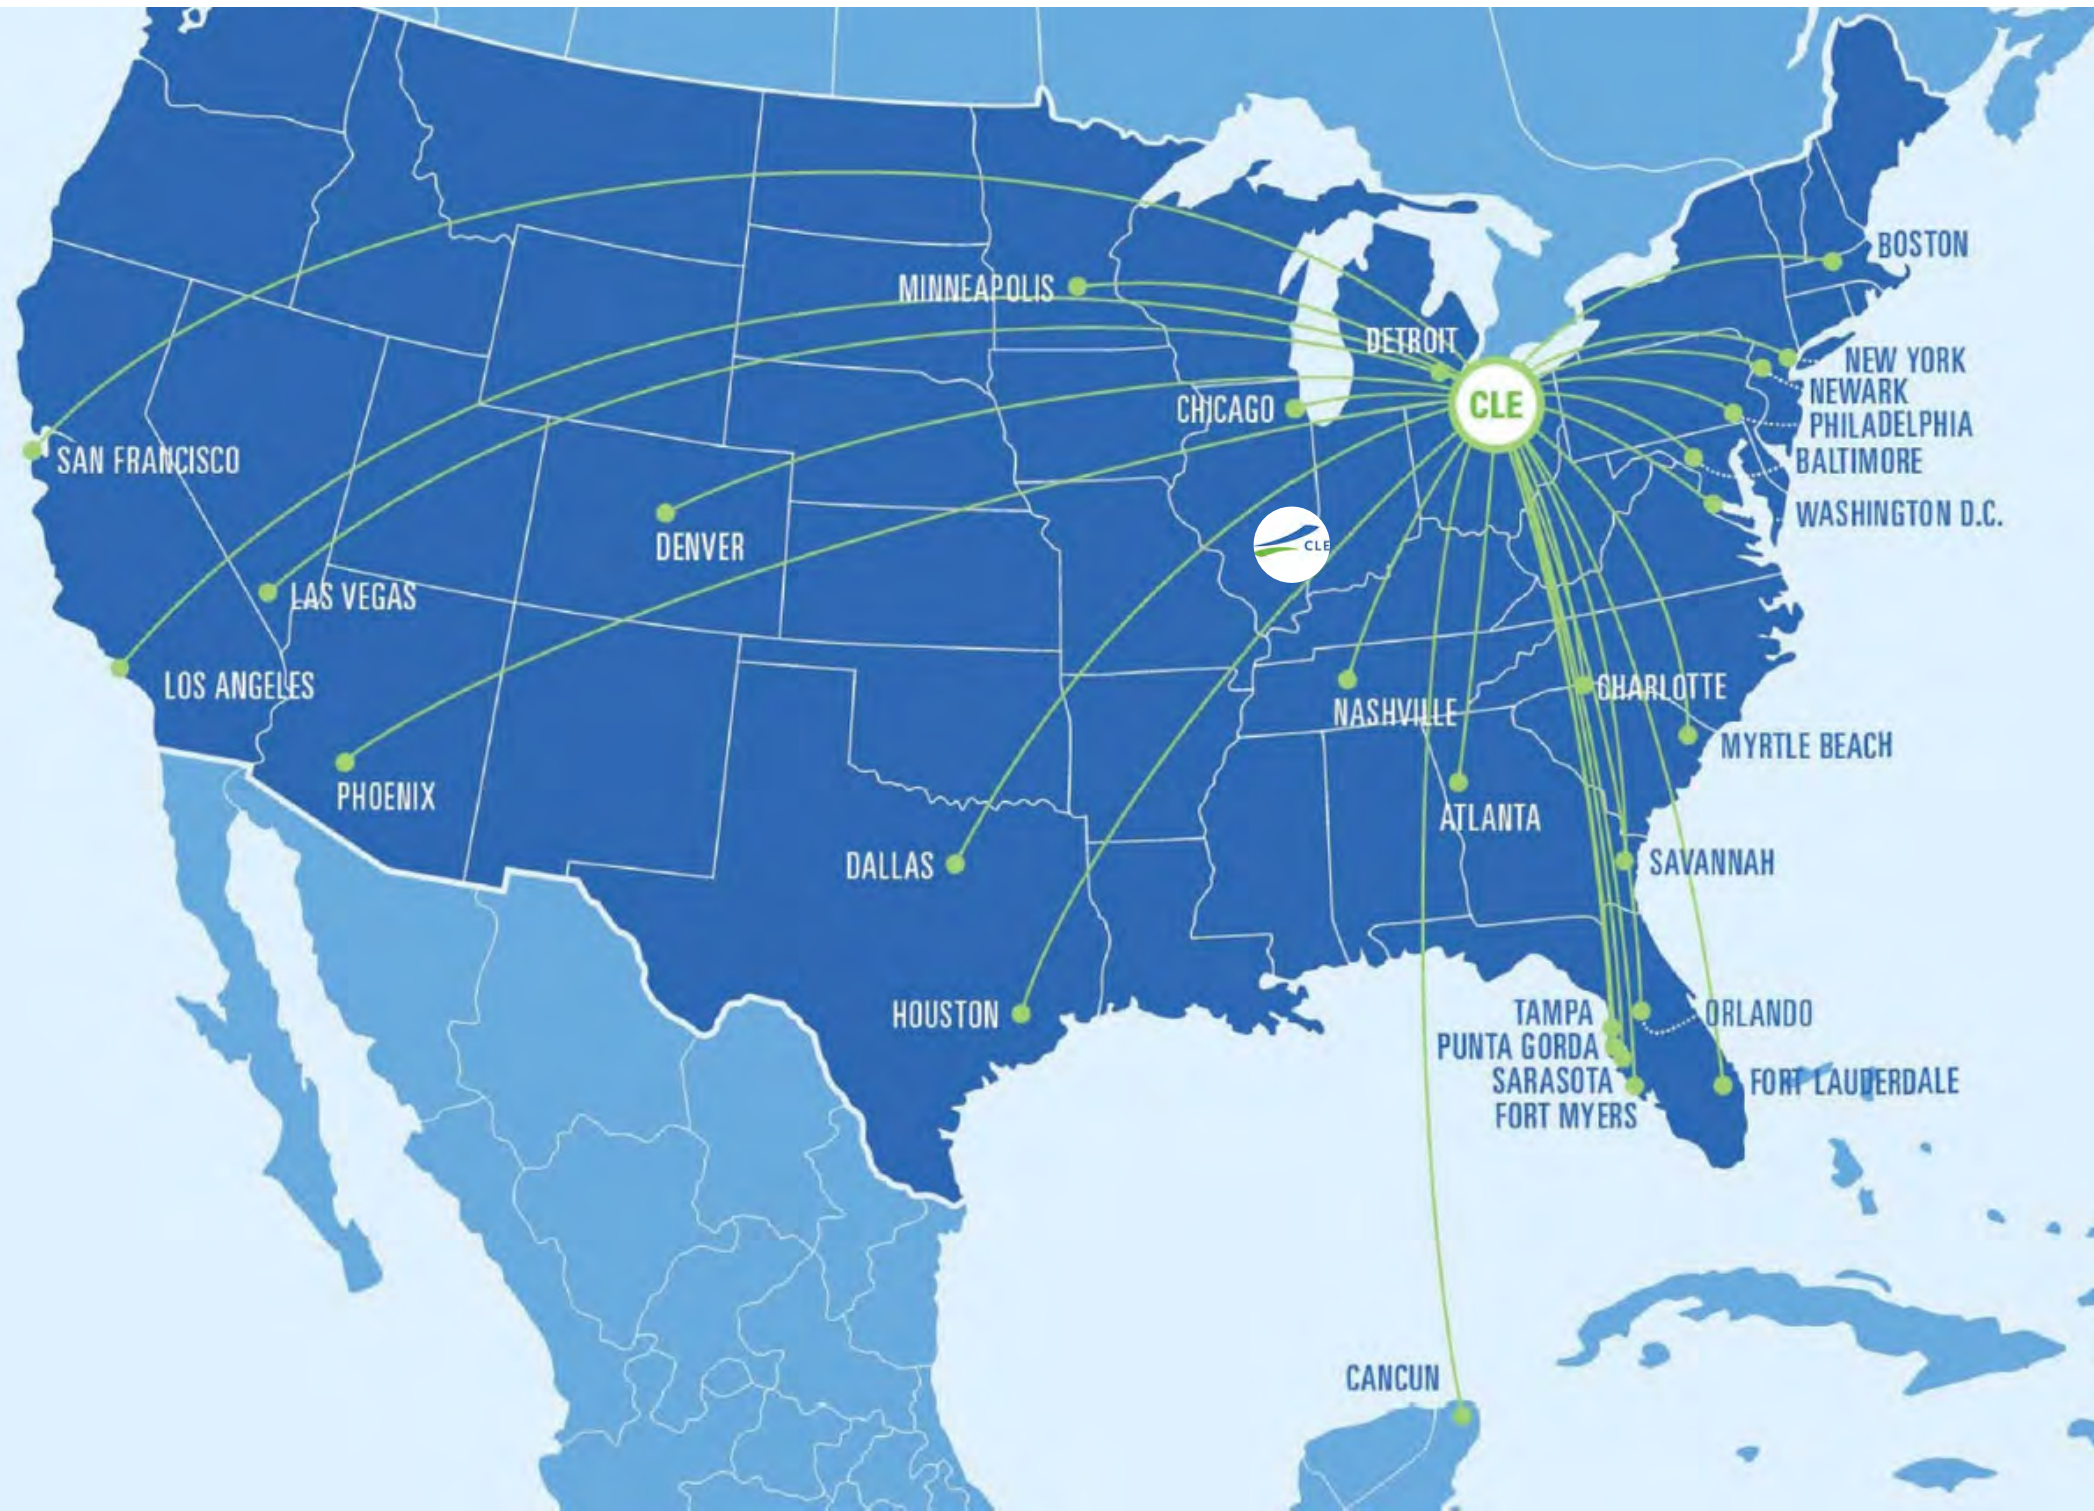 BOSTON
MINNEAPOLIS
DETROIT
NEW YORK
NEWARK
CLE
CHICAGO
PHILADELPHIA
SAN FRANCISCO
BALTIMORE
WASHINGTON D.C.
DENVER
CLE
LAS VEGAS
LOS ANGELES
CHARLOTTE
NASHVILLE
MYRTLE BEACH
PHOENIX
ATLANTA
DALLAS
SAVANNAH
HOUSTON
TAMPA
ORLANDO
PUNTA GORDA
SARASOTA
FORT LAUDERDALE
FORT MYERS
CANCUN